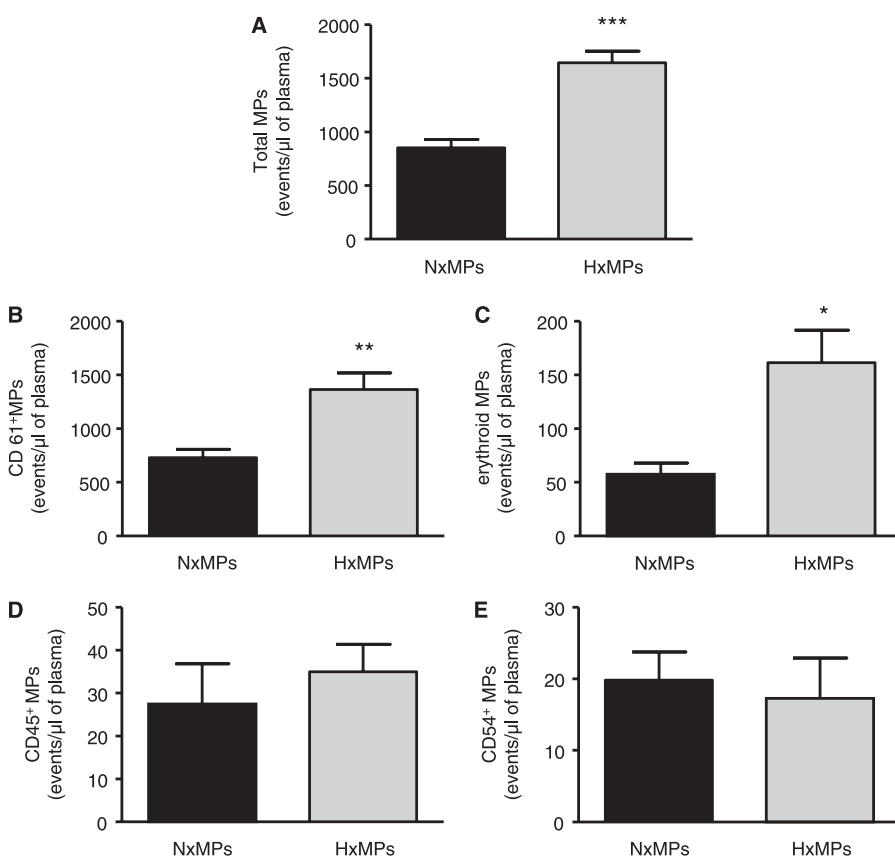 A
Total MPs
(events/µl of plasma)
2000
1500
1000
500
0
***
NxMPs HxMPs
B
CD 61⁺MPs
(events/µl of plasma)
2000
1500
1000
500
0
**
NxMPs HxMPs
C
erythroid MPs
(events/µl of plasma)
200
150
100
50
0
*
NxMPs HxMPs
D
CD45⁺ MPs
(events/µl of plasma)
50
40
30
20
10
0
NxMPs HxMPs
E
CD54⁺ MPs
(events/µl of plasma)
30
20
10
0
NxMPs HxMPs